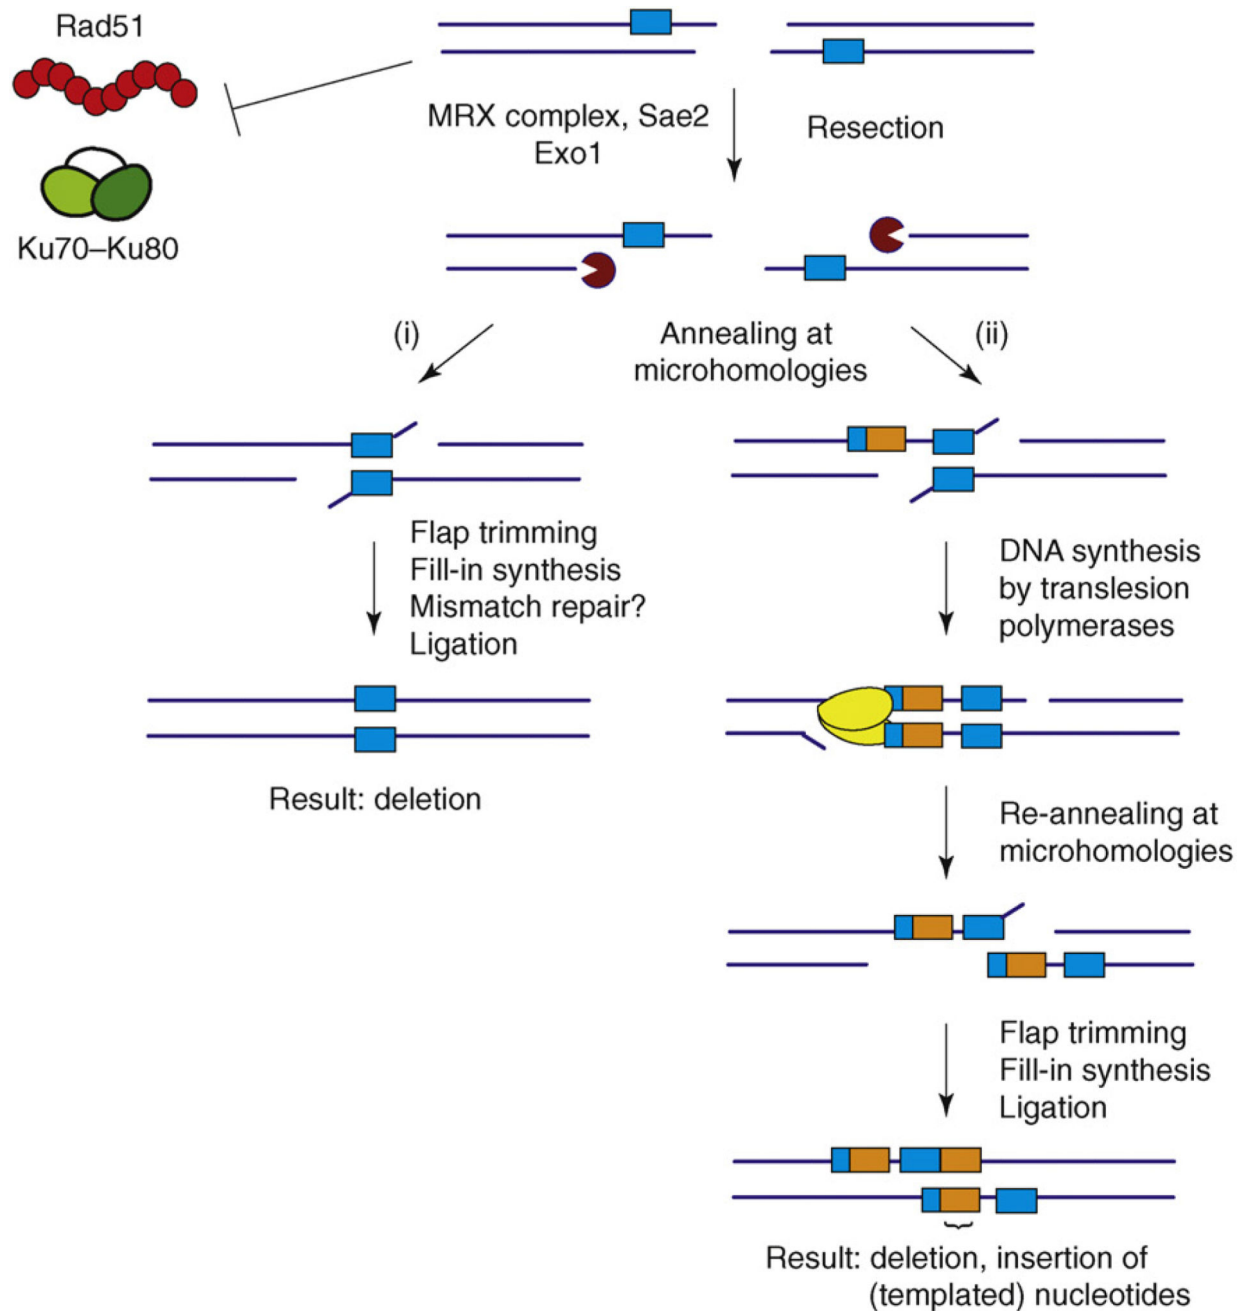 Rad51
Ku70–Ku80
MRX complex, Sae2
Exo1
Resection
(i)
Annealing at
microhomologies
(ii)
Flap trimming
Fill-in synthesis
Mismatch repair?
Ligation
Result: deletion
DNA synthesis
by translesion
polymerases
Re-annealing at
microhomologies
Flap trimming
Fill-in synthesis
Ligation
Result: deletion, insertion of
(templated) nucleotides